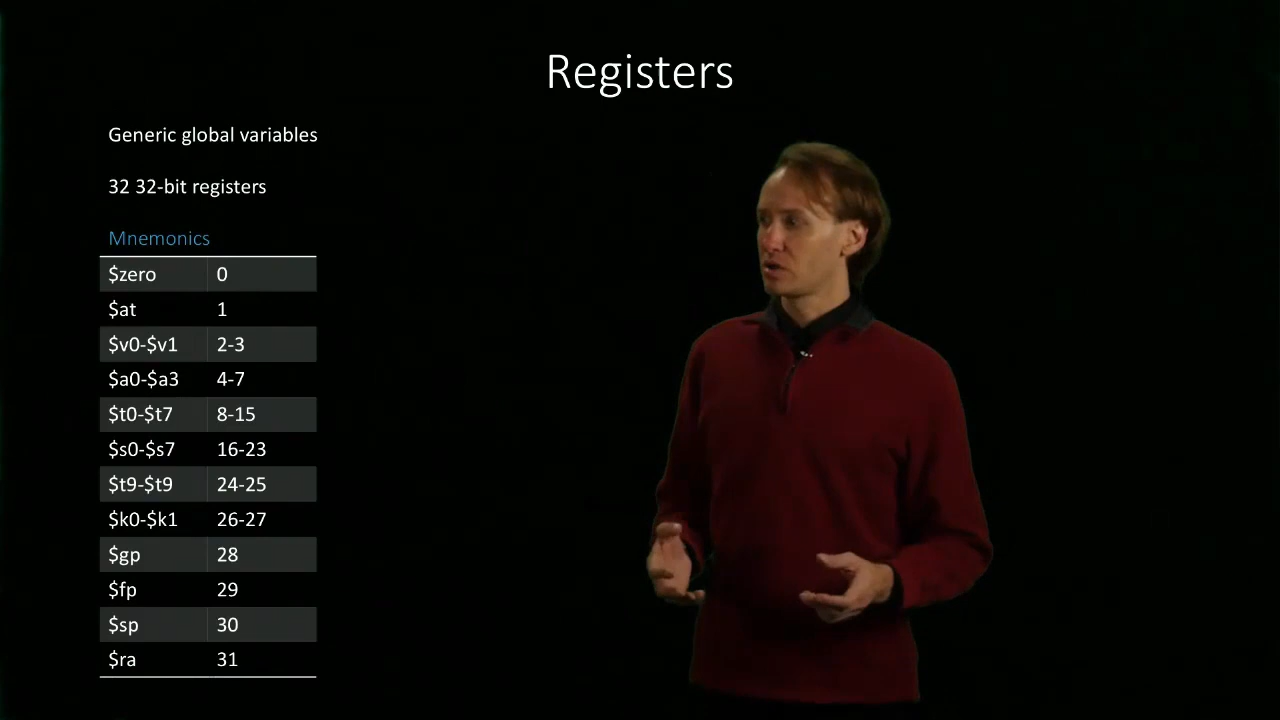 Registers
Generic global variables
32 32-bit registers
Mnemonics
$zero 0
$at 1
$v0-$v1 2-3
$a0-$a3 4-7
$t0-$t7 8-15
$s0-$s7 16-23
$t9-$t9 24-25
$k0-$k1 26-27
$gp 28
$fp 29
$sp 30
$ra 31